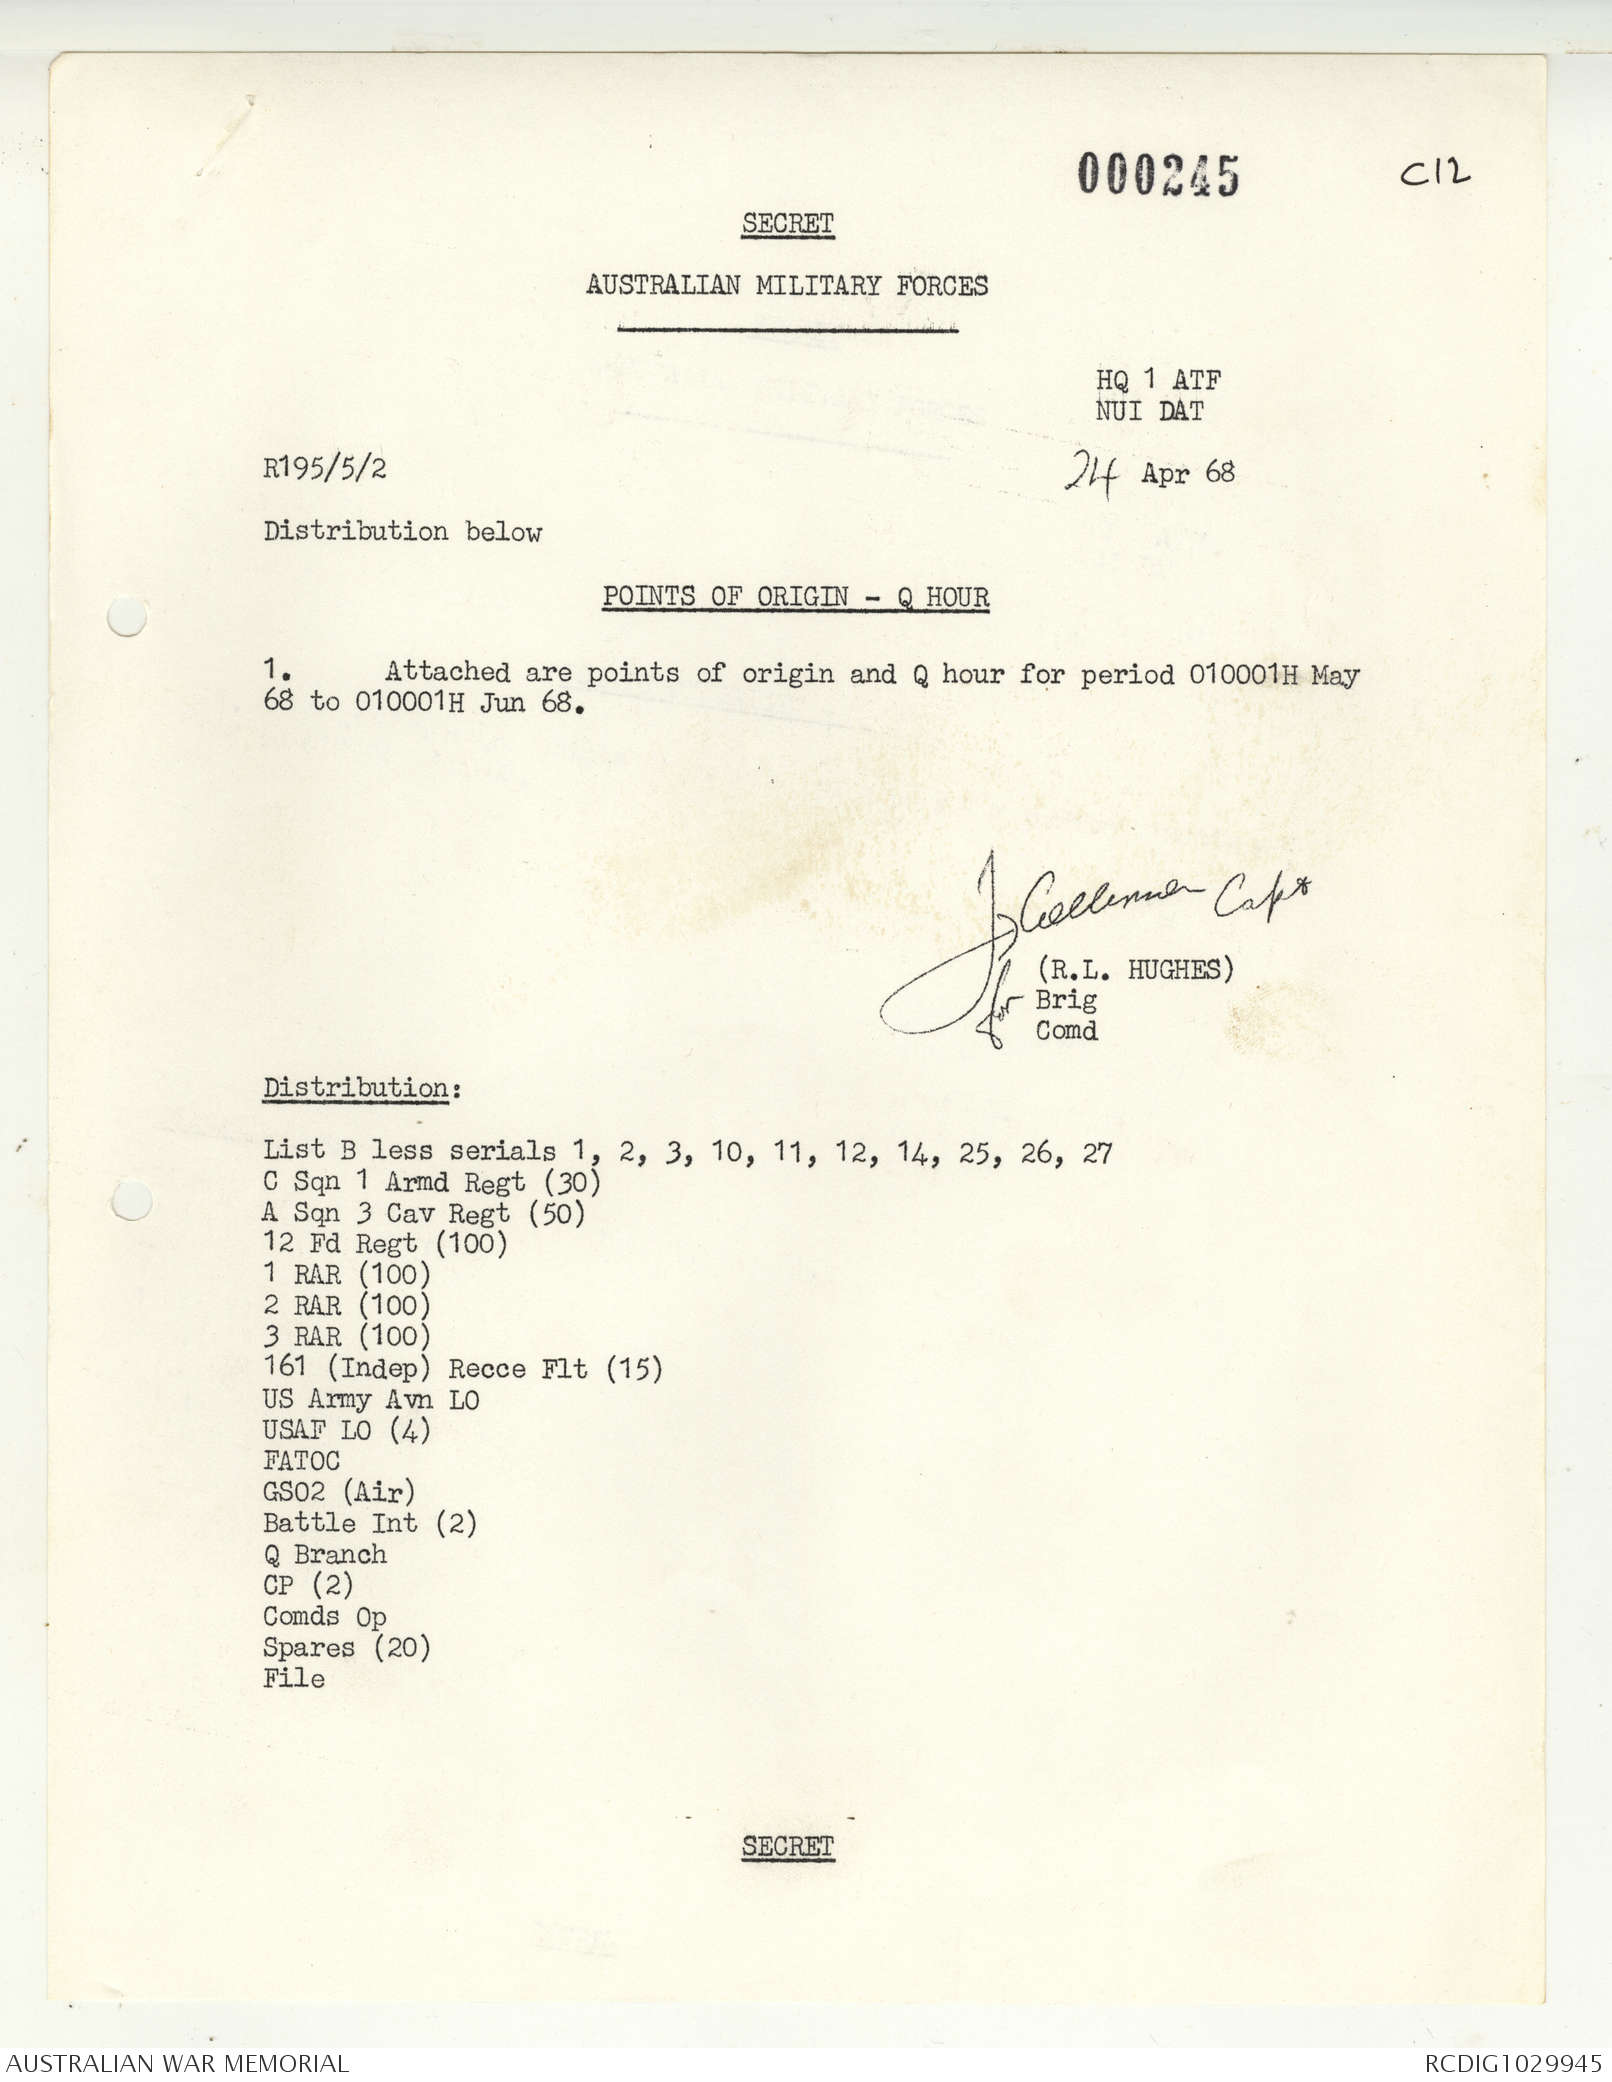 000245
C12
SECRET
AUSTRALIAN MILITARY FORCES
HQ 1 ATF
NUI DAT
R195/5/2
24 Apr 68
Distribution below
POINTS OF ORIGIN - Q HOUR
1. Attached are points of origin and Q hour for period 010001H May
68 to 010001H Jun 68.
Capt
(R.L. HUGHES)
for Brig
Comd
Distribution:
List B less serials 1, 2, 3, 10, 11, 12, 14, 25, 26, 27
C Sqn 1 Armd Regt (30)
A Sqn 3 Cav Regt (50)
12 Fd Regt (100)
1 RAR (100)
2 RAR (100)
3 RAR (100)
161 (Indep) Recce Flt (15)
US Army Avn LO
USAF LO (4)
FATOC
GSO2 (Air)
Battle Int (2)
Q Branch
CP (2)
Comds Op
Spares (20)
File
SECRET
AUSTRALIAN WAR MEMORIAL
RCDIG1029945